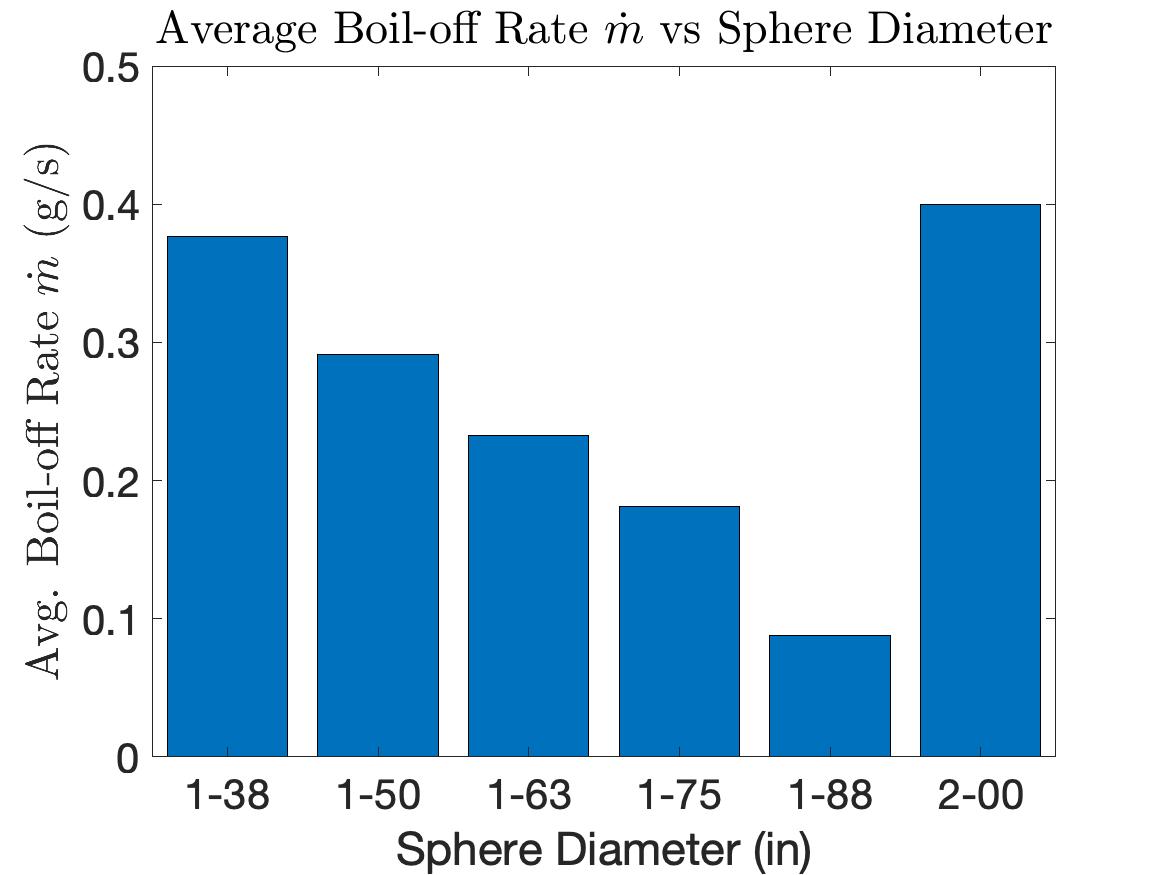 Average Boil-off Rate ṁ vs Sphere Diameter
Avg. Boil-off Rate ṁ (g/s)
0.5
0.4
0.3
0.2
0.1
0
1-38 1-50 1-63 1-75 1-88 2-00
Sphere Diameter (in)